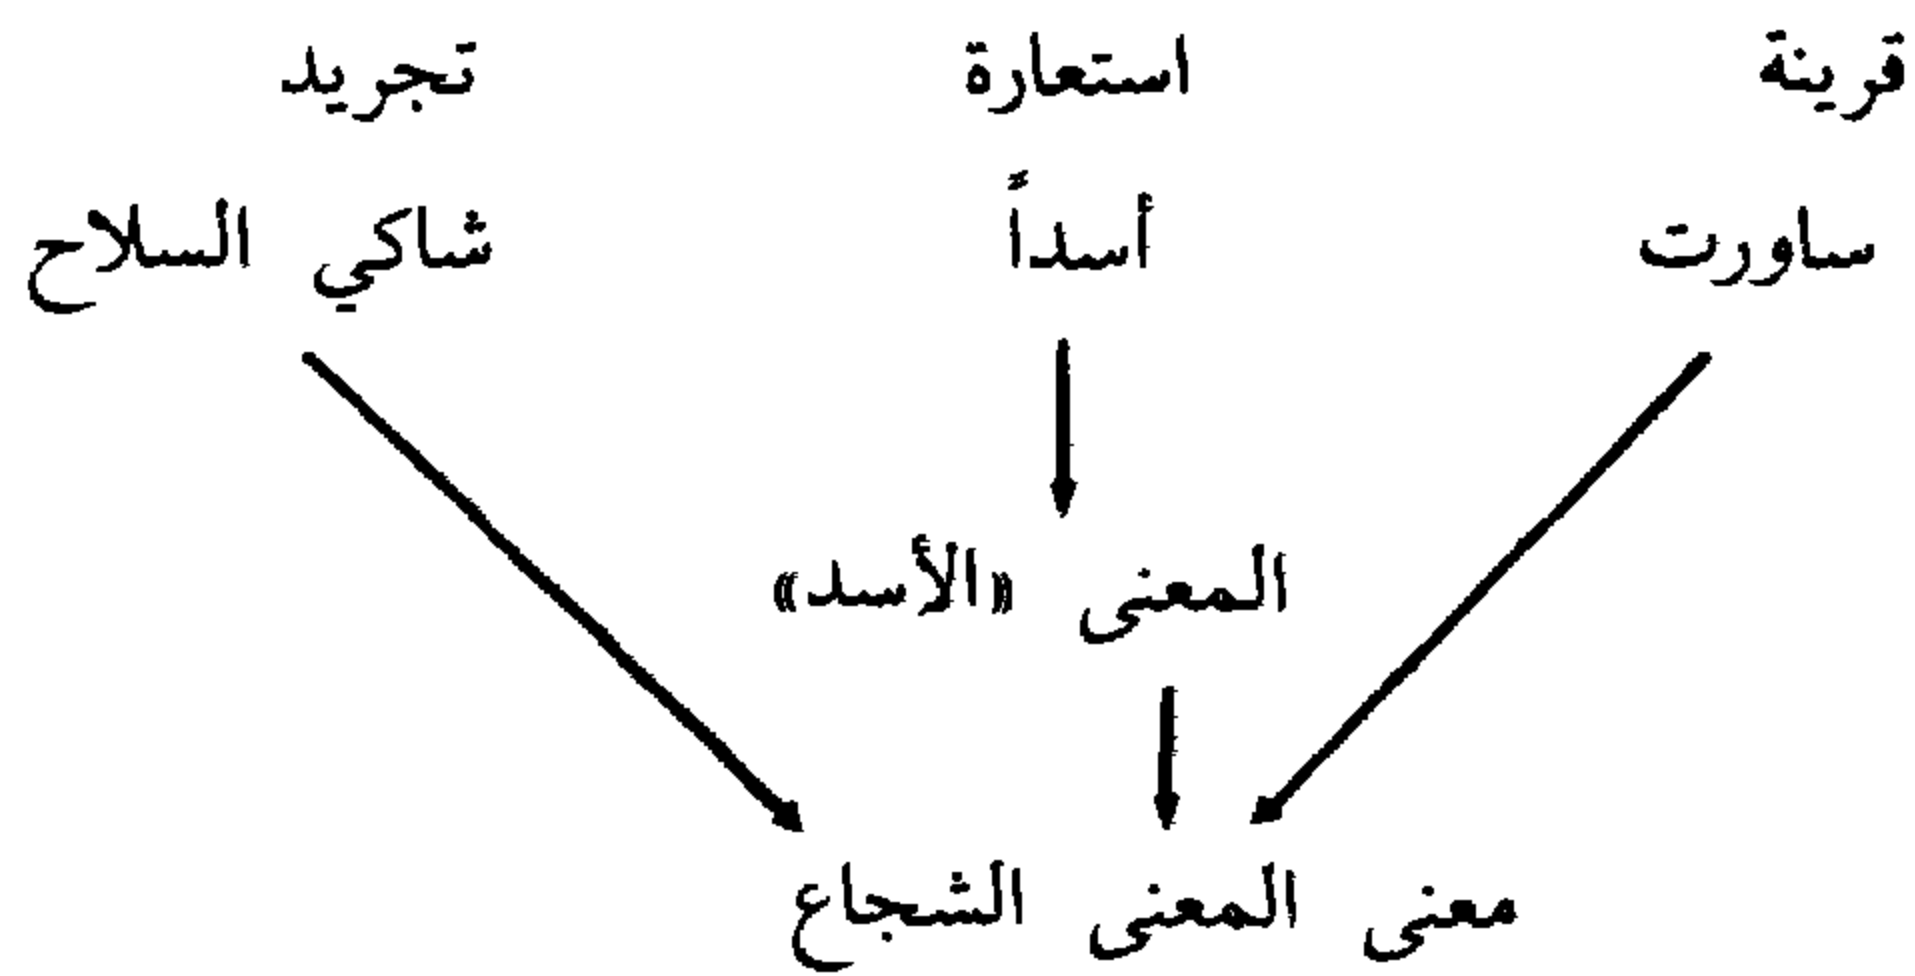 قرينة استعارة تجريد
ساورت أسداً شاكي السلاح
المعنى «الأسد»
معنى المعنى الشجاع